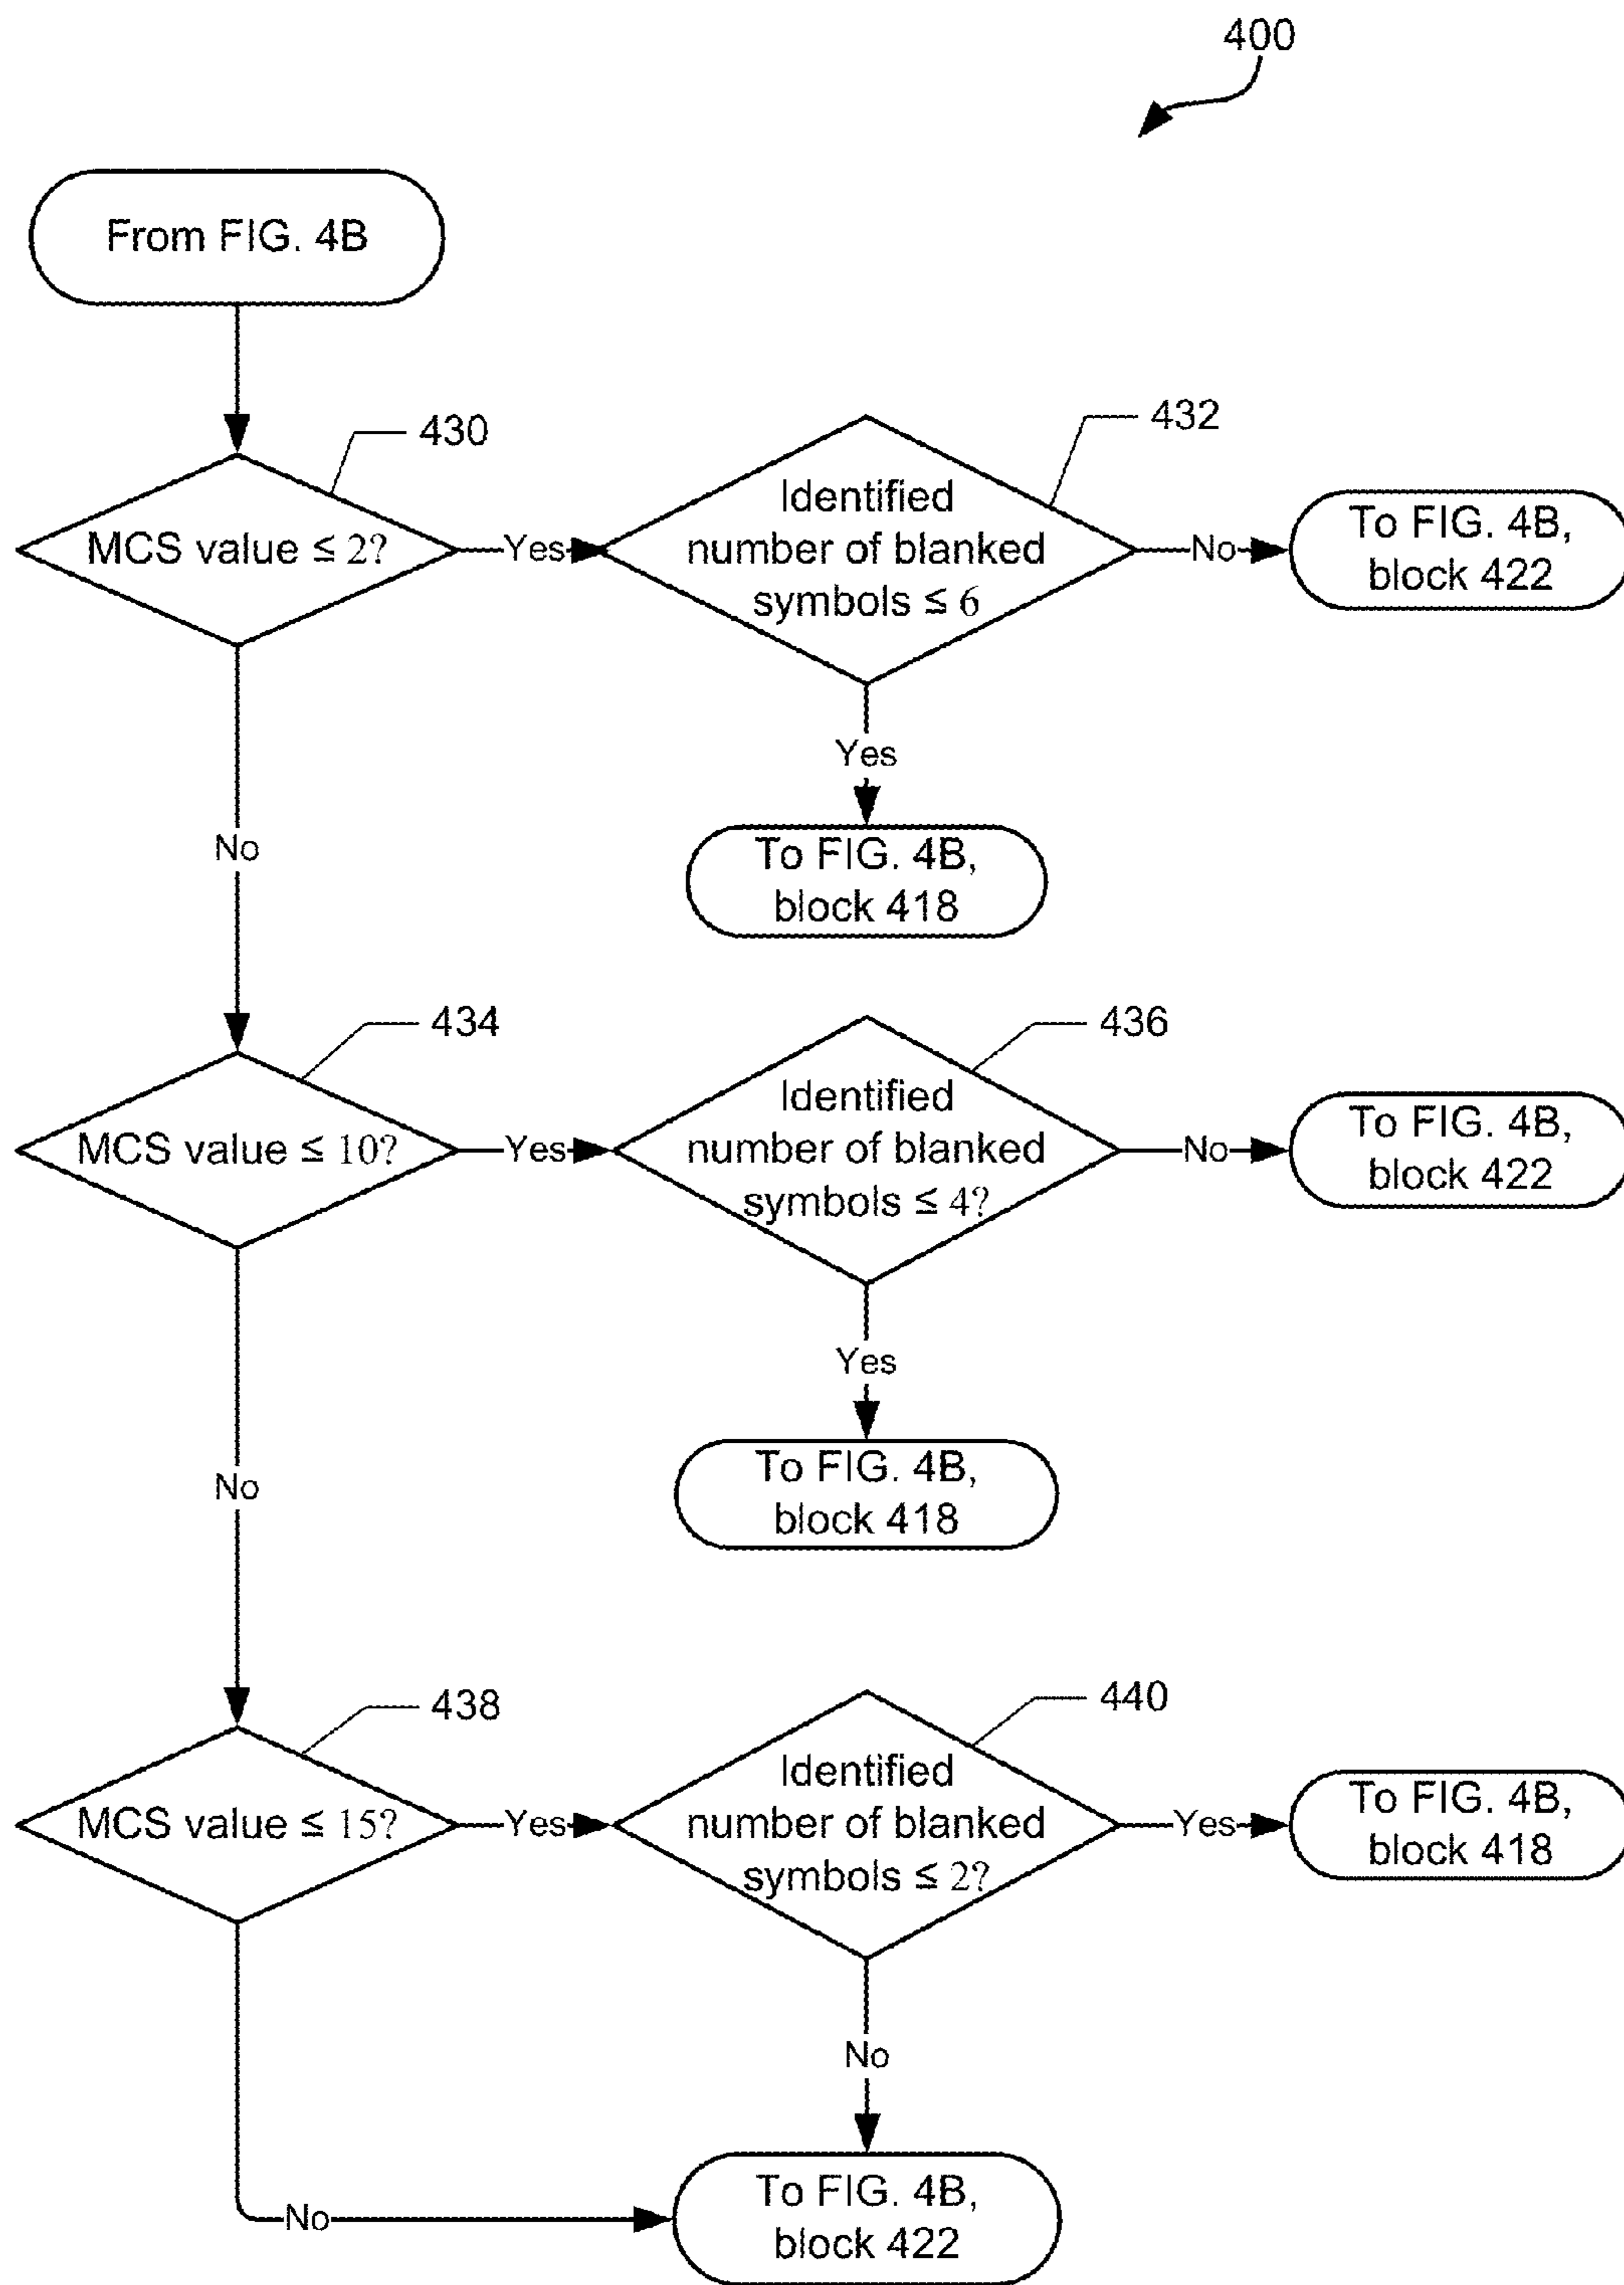 400
From FIG. 4B
430
432
MCS value ≤ 2?
Yes
Identified
number of blanked
symbols ≤ 6
No
To FIG. 4B,
block 422
Yes
No
To FIG. 4B,
block 418
434
436
MCS value ≤ 10?
Yes
Identified
number of blanked
symbols ≤ 4?
No
To FIG. 4B,
block 422
Yes
No
To FIG. 4B,
block 418
438
440
MCS value ≤ 15?
Yes
Identified
number of blanked
symbols ≤ 2?
Yes
To FIG. 4B,
block 418
No
No
To FIG. 4B,
block 422